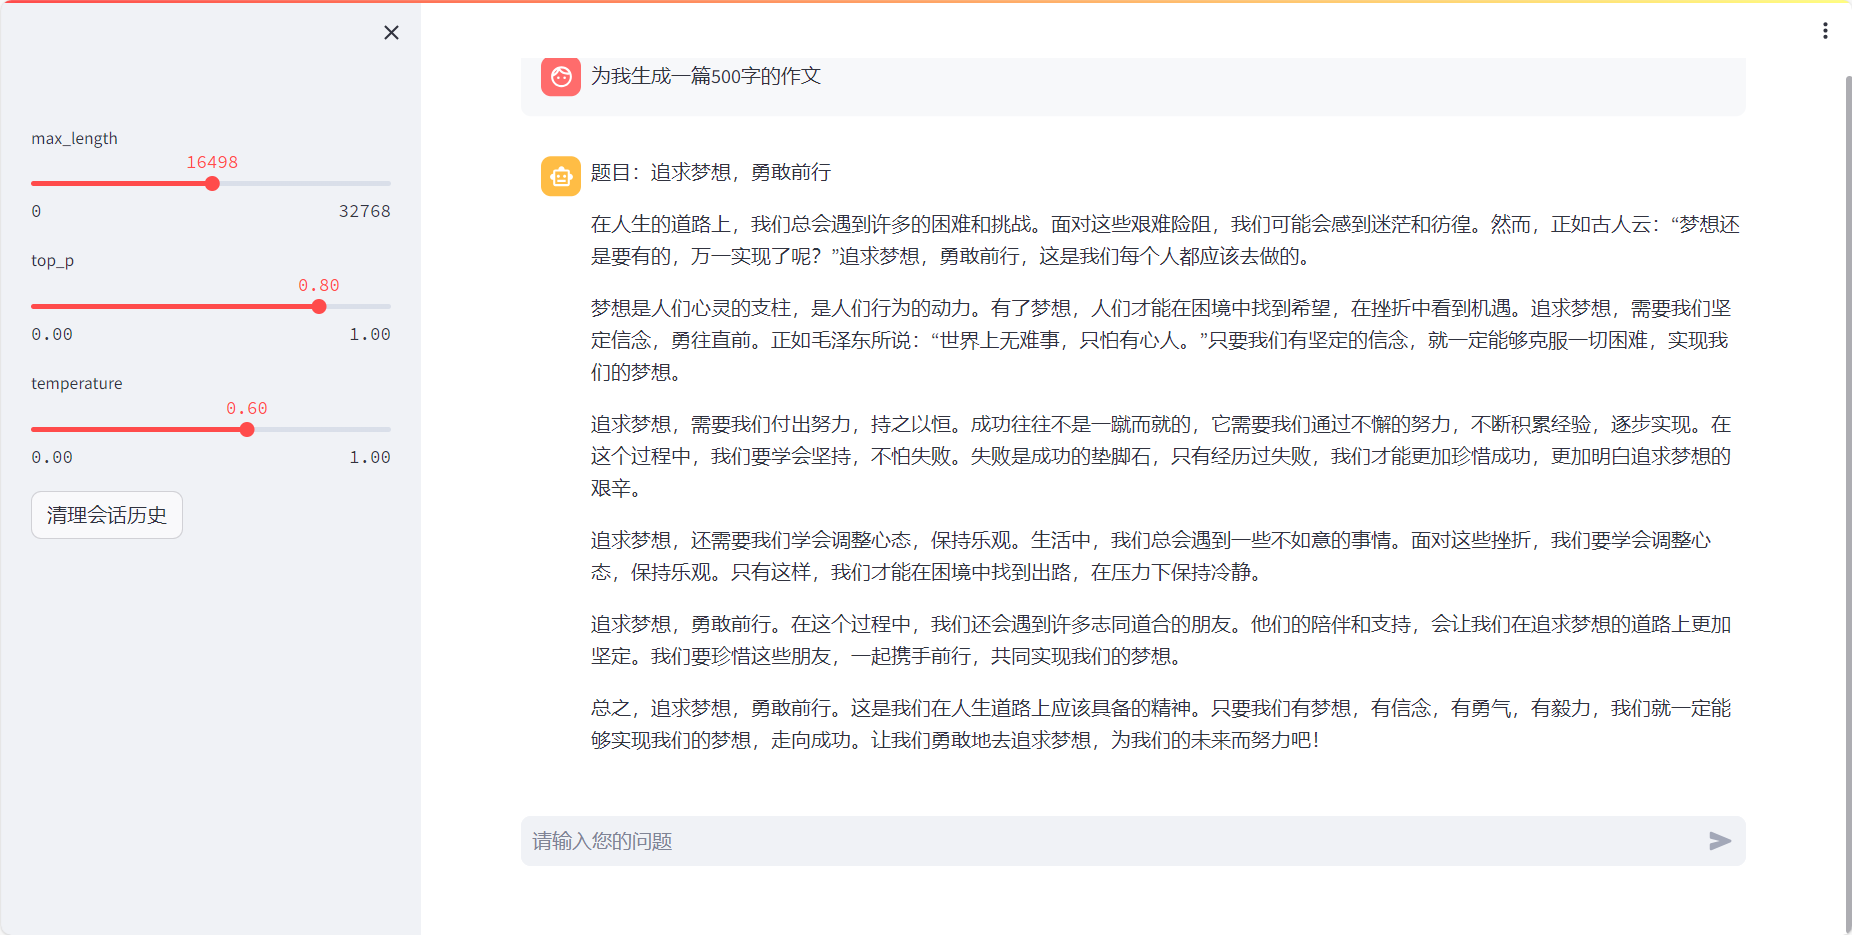 max_length
16498
0 32768
top_p
0.80
0.00 1.00
temperature
0.60
0.00 1.00
清理会话历史
为我生成一篇500字的作文
题目：追求梦想，勇敢前行
在人生的道路上，我们总会遇到许多的困难和挑战。面对这些艰难险阻，我们可能会感到迷茫和彷徨。然而，正如古人云：“梦想还
是要有的，万一实现了呢？”追求梦想，勇敢前行，这是我们每个人都应该去做的。
梦想是人们心灵的支柱，是人们行为的动力。有了梦想，人们才能在困境中找到希望，在挫折中看到机遇。追求梦想，需要我们坚
定信念，勇往直前。正如毛泽东所说：“世界上无难事，只怕有心人。”只要我们有坚定的信念，就一定能够克服一切困难，实现我
们的梦想。
追求梦想，需要我们付出努力，持之以恒。成功往往不是一蹴而就的，它需要我们通过不懈的努力，不断积累经验，逐步实现。在
这个过程中，我们要学会坚持，不怕失败。失败是成功的垫脚石，只有经历过失败，我们才能更加珍惜成功，更加明白追求梦想的
艰辛。
追求梦想，还需要我们学会调整心态，保持乐观。生活中，我们总会遇到一些不如意的事情。面对这些挫折，我们要学会调整心
态，保持乐观。只有这样，我们才能在困境中找到出路，在压力下保持冷静。
追求梦想，勇敢前行。在这个过程中，我们还会遇到许多志同道合的朋友。他们的陪伴和支持，会让我们在追求梦想的道路上更加
坚定。我们要珍惜这些朋友，一起携手前行，共同实现我们的梦想。
总之，追求梦想，勇敢前行。这是我们在人生道路上应该具备的精神。只要我们有梦想，有信念，有勇气，有毅力，我们就一定能
够实现我们的梦想，走向成功。让我们勇敢地去追求梦想，为我们的未来而努力吧！
请输入您的问题